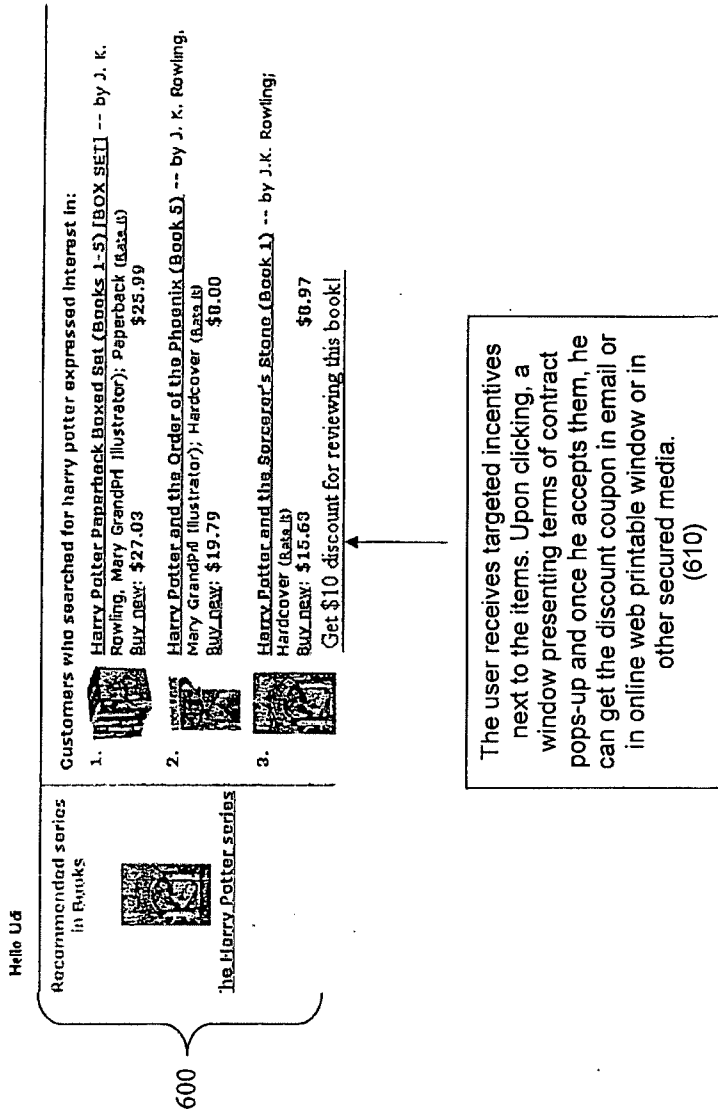 Hello Udi
Recommended series
in Books
he Harry Potter series
Customers who searched for harry potter expressed interest in:
1. Harry Potter Paperback Boxed Set (Books 1-5) [BOX SET] -- by J. K.
Rowling, Mary GrandPré Illustrator); Paperback (Rate it)
Buy new: $27.03 $25.99
2. Harry Potter and the Order of the Phoenix (Book 5) -- by J. K. Rowling,
Mary GrandPré Illustrator); Hardcover (Rate it)
Buy new: $19.79 $8.00
3. Harry Potter and the Sorcerer's Stone (Book 1) -- by J.K. Rowling;
Hardcover (Rate it)
Buy new: $15.63 $8.97
Get $10 discount for reviewing this book!
600
The user receives targeted incentives
next to the items. Upon clicking, a
window presenting terms of contract
pops-up and once he accepts them, he
can get the discount coupon in email or
in online web printable window or in
other secured media.
(610)